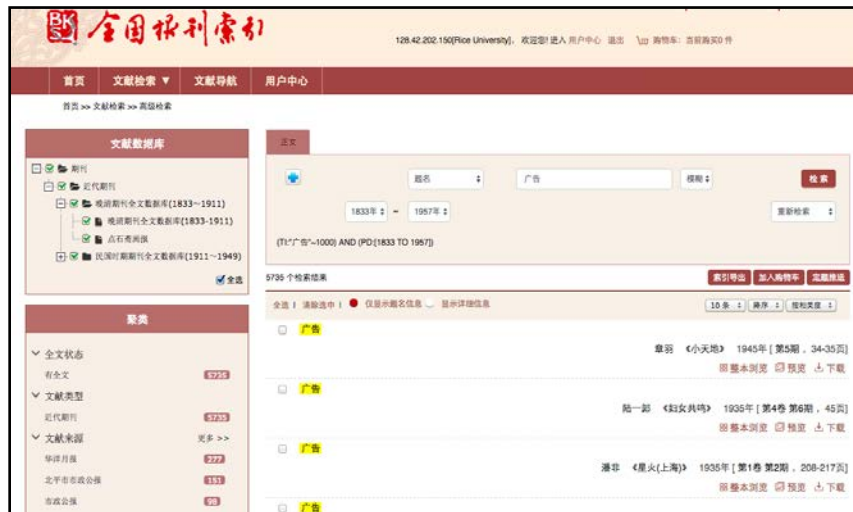 BKS 全国报刊索引
128.42.202.150[Rice University]，欢迎您! 进入 用户中心 退出 购物车：当前购买0 件
首页 文献检索 ▼ 文献导航 用户中心
首页 >> 文献检索 >> 高级检索
文献数据库
期刊
近代期刊
晚清期刊全文数据库(1833~1911)
晚清期刊全文数据库(1833-1911)
点石斋画报
民国时期期刊全文数据库(1911~1949)
全选
聚类
全文状态
有全文 5735
文献类型
近代期刊 5735
文献来源 更多 >>
华洋月报 277
北平市市政公报 151
市政公报 98
正文
题名 广告 模糊 检索
1833年 - 1957年 重新检索
(TI:"广告"~1000) AND (PD:[1833 TO 1957])
5735 个检索结果 索引导出 加入购物车 定题推送
全选 | 清除选中 | 仅显示题名信息 显示详细信息 10 条 降序 按相关度
广告
章羽 《小天地》 1945年 [ 第5期 , 34-35页]
整本浏览 预览 下载
广告
陆一郎 《妇女共鸣》 1935年 [ 第4卷 第6期 , 45页]
整本浏览 预览 下载
广告
潘非 《星火(上海)》 1935年 [ 第1卷 第2期 , 208-217页]
整本浏览 预览 下载
广告